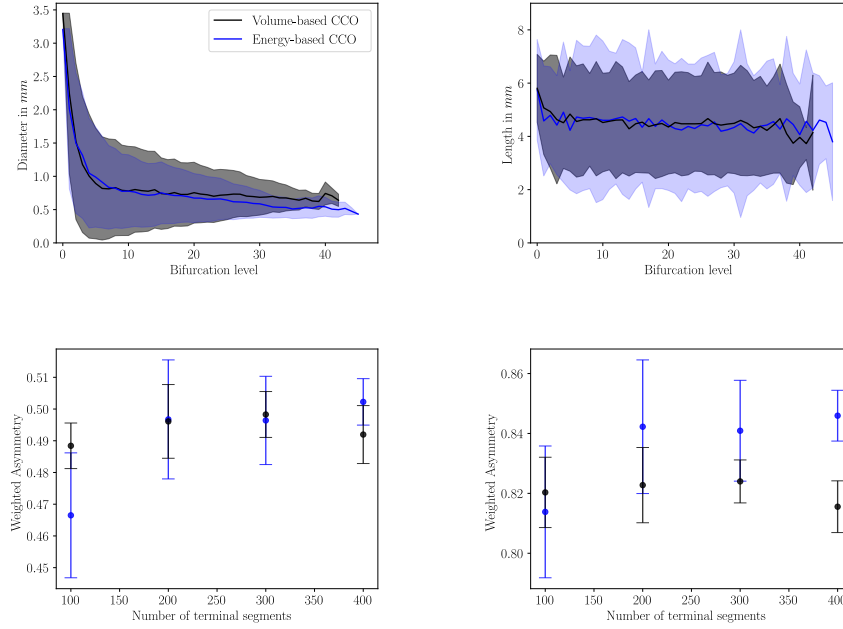 3.5
3.0
2.5
2.0
1.5
1.0
0.5
0.0
Diameter in mm
Volume-based CCO
Energy-based CCO
0 10 20 30 40
Bifurcation level
8
6
4
2
0
Length in mm
0 10 20 30 40
Bifurcation level
0.51
0.50
0.49
0.48
0.47
0.46
0.45
Weighted Asymmetry
100 150 200 250 300 350 400
Number of terminal segments
0.86
0.84
0.82
0.80
Weighted Asymmetry
100 150 200 250 300 350 400
Number of terminal segments